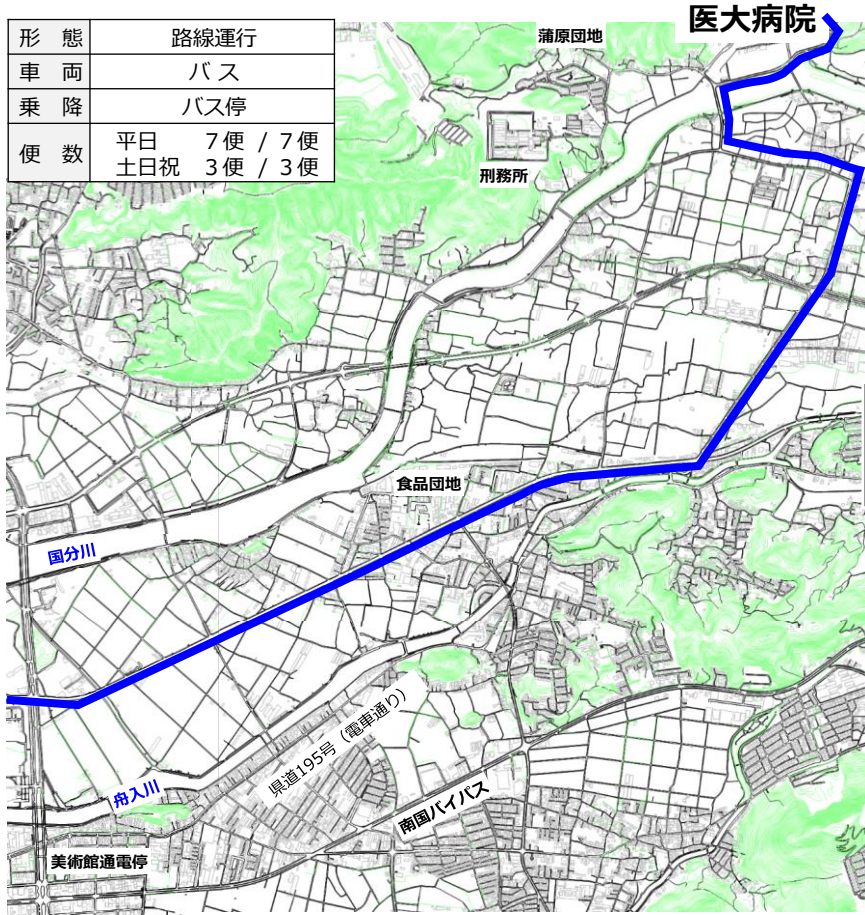 医大病院
形 態 路線運行
車 両 バ ス
乗 降 バス停
便 数 平日 7便 / 7便
土日祝 3便 / 3便
蒲原団地
刑務所
食品団地
国分川
県道195号（電車通り）
舟入川
南国バイパス
美術館通電停